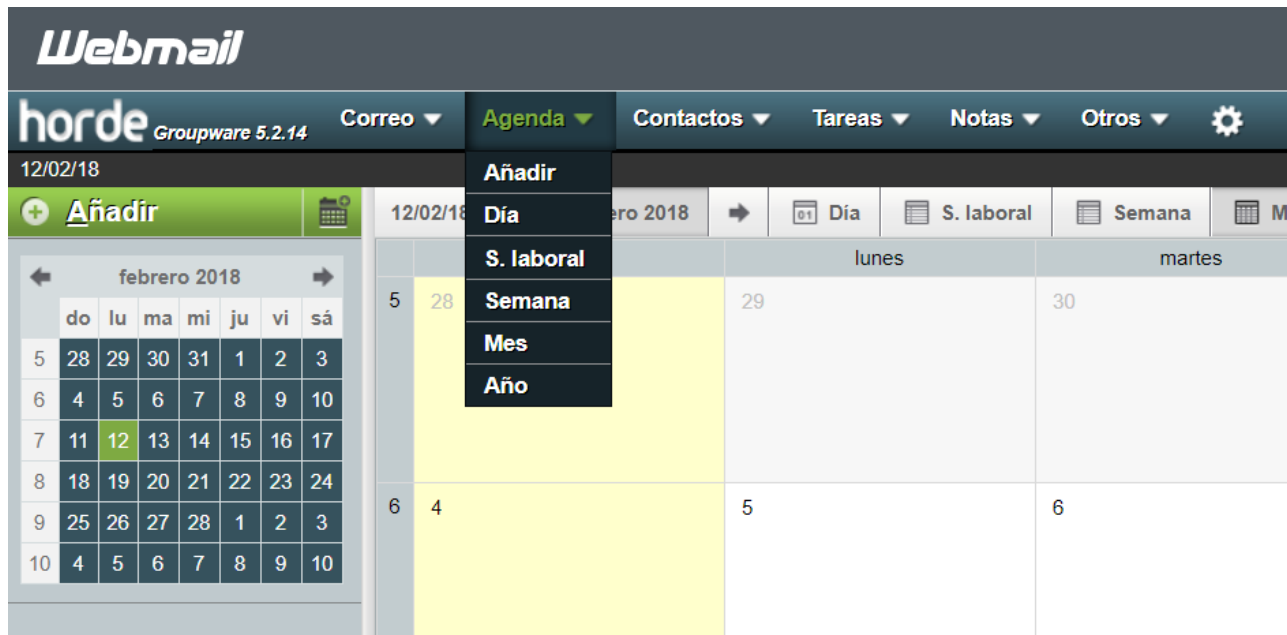 Webmail
horde Groupware 5.2.14 Correo Agenda Contactos Tareas Notas Otros
12/02/18
Añadir
Día
S. laboral
Semana
Mes
Año
Añadir
12/02/18 2018 Día S. laboral Semana
lunes martes
febrero 2018
do lu ma mi ju vi sá
5 28 29 30 31 1 2 3
6 4 5 6 7 8 9 10
7 11 12 13 14 15 16 17
8 18 19 20 21 22 23 24
9 25 26 27 28 1 2 3
10 4 5 6 7 8 9 10
5 28 29 30
6 4 5 6